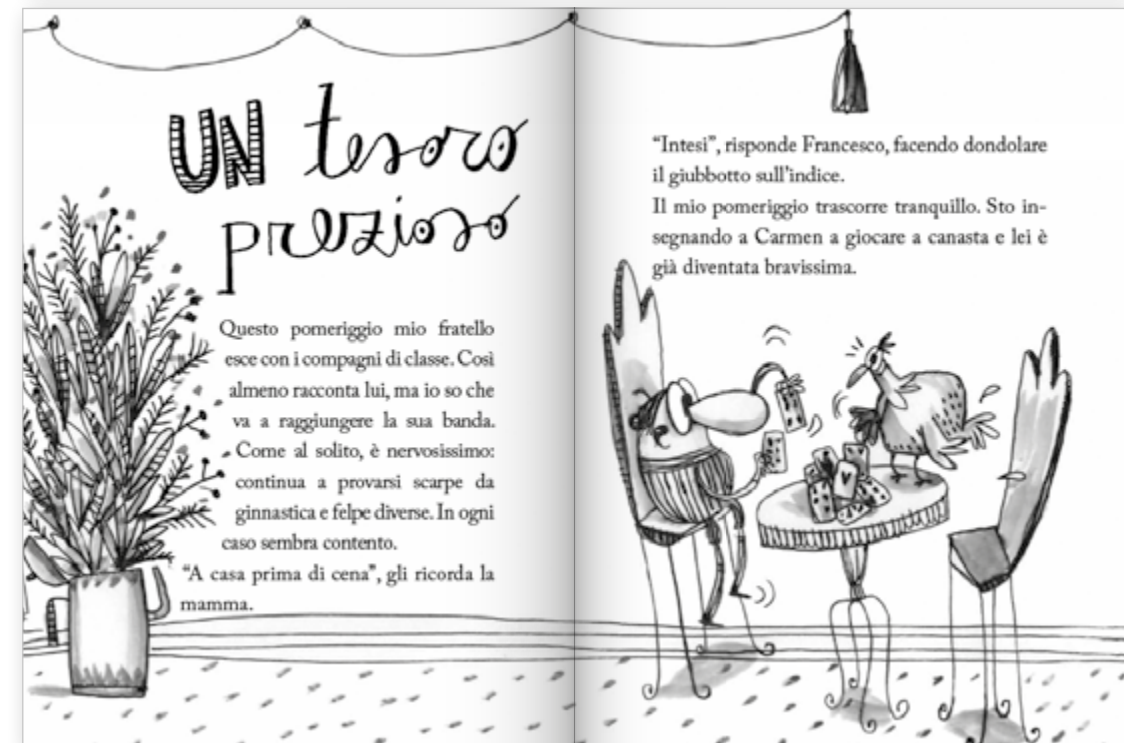 UN tesoro
prezioso
Questo pomeriggio mio fratello
esce con i compagni di classe. Così
almeno racconta lui, ma io so che
va a raggiungere la sua banda.
Come al solito, è nervosissimo:
continua a provarsi scarpe da
ginnastica e felpe diverse. In ogni
caso sembra contento.
"A casa prima di cena", gli ricorda la
mamma.
"Intesi", risponde Francesco, facendo dondolare
il giubbotto sull'indice.
Il mio pomeriggio trascorre tranquillo. Sto in-
segnando a Carmen a giocare a canasta e lei è
già diventata bravissima.